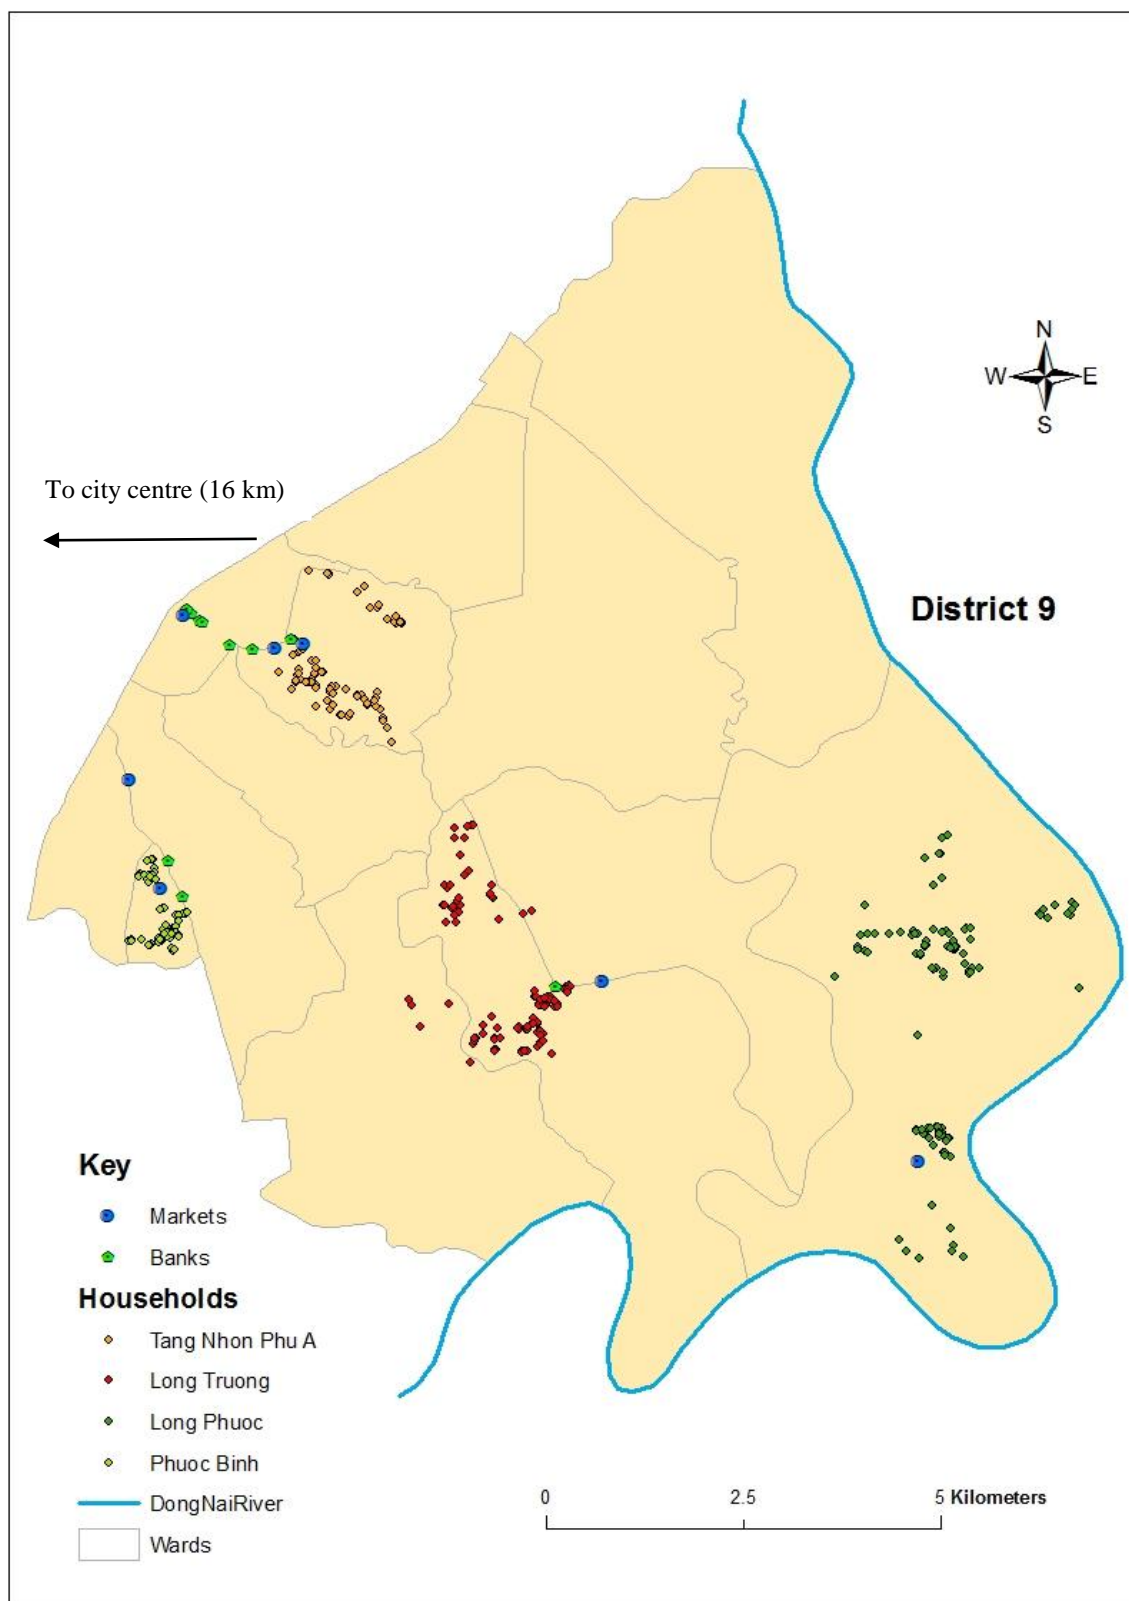 N
W E
S
To city centre (16 km)
District 9
Key
Markets
Banks
Households
Tang Nhon Phu A
Long Truong
Long Phuoc
Phuoc Binh
DongNaiRiver
Wards
0 2.5 5 Kilometers